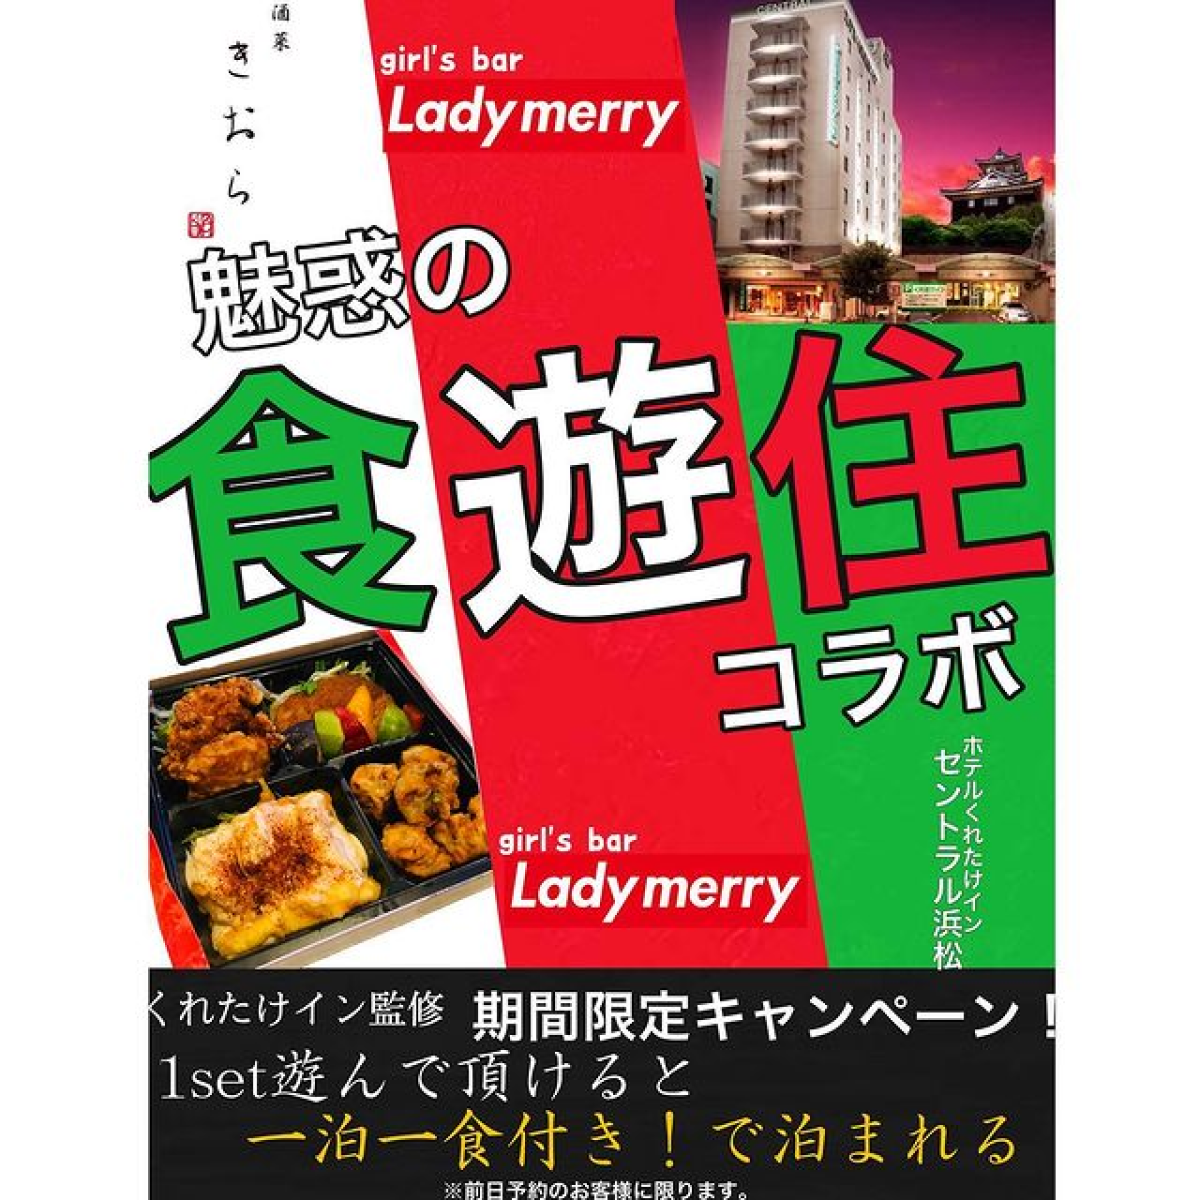 酒菜
きおら
girl's bar
Lady merry
CENTRAL
魅惑の
食遊住
コラボ
ホテルくれたけイン
セントラル浜松
girl's bar
Lady merry
くれたけイン監修
期間限定キャンペーン！
1set遊んで頂けると
一泊一食付き！で泊まれる
※前日予約のお客様に限ります。